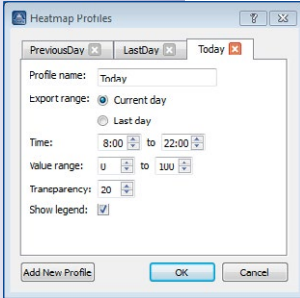 Heatmap Profiles
PreviousDay LastDay Today
Profile name: Today
Export range: Current day
Last day
Time: 8:00 to 22:00
Value range: 0 to 100
Transparency: 20
Show legend:
Add New Profile OK Cancel